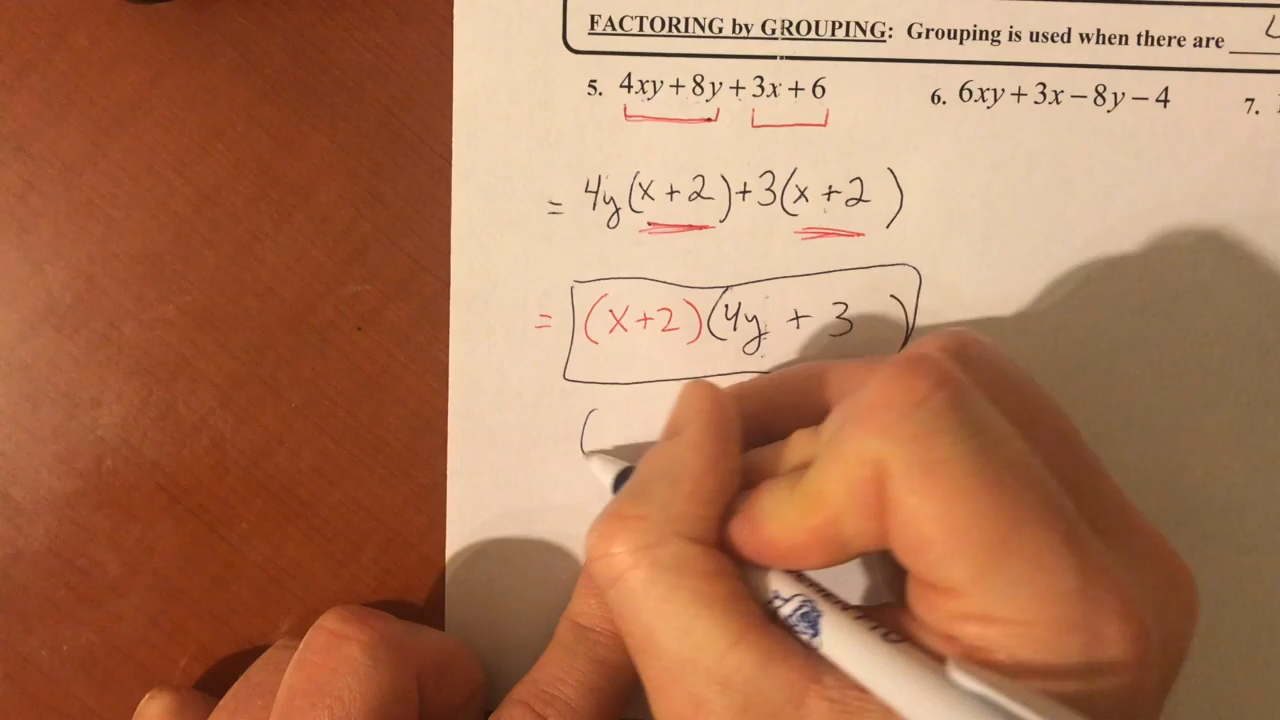 FACTORING by GROUPING: Grouping is used when there are
5. 4xy + 8y + 3x + 6
6. 6xy + 3x - 8y - 4
7.
= 4y(x + 2) + 3(x + 2)
= (x+2)(4y + 3)
(